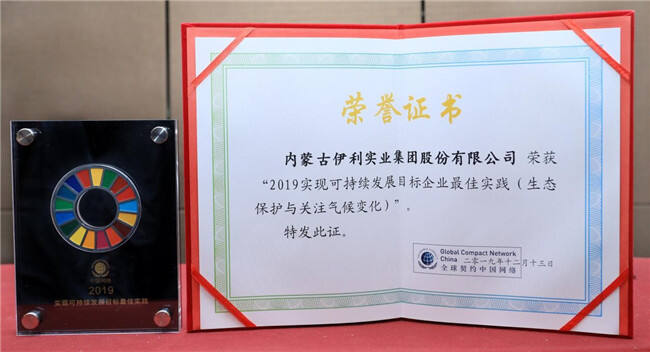 中国网络
2019
实现可持续发展目标最佳实践
荣誉证书
内蒙古伊利实业集团股份有限公司 荣获
“2019实现可持续发展目标企业最佳实践（生态
保护与关注气候变化）”。
特发此证。
Global Compact Network
China 二零一九年十二月十三日
全球契约中国网络